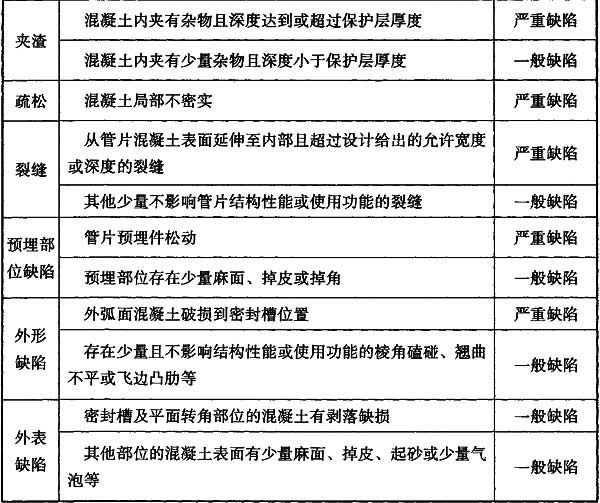 夹渣
混凝土内夹有杂物且深度达到或超过保护层厚度
严重缺陷
混凝土内夹有少量杂物且深度小于保护层厚度
一般缺陷
疏松
混凝土局部不密实
严重缺陷
裂缝
从管片混凝土表面延伸至内部且超过设计给出的允许宽度
或深度的裂缝
严重缺陷
其他少量不影响管片结构性能或使用功能的裂缝
一般缺陷
预埋部
位缺陷
管片预埋件松动
严重缺陷
预埋部位存在少量麻面、掉皮或掉角
一般缺陷
外形
缺陷
外弧面混凝土破损到密封槽位置
严重缺陷
存在少量且不影响结构性能或使用功能的棱角磕碰、翘曲
不平或飞边凸肋等
一般缺陷
外表
缺陷
密封槽及平面转角部位的混凝土有剥落缺损
一般缺陷
其他部位的混凝土表面有少量麻面、掉皮、起砂或少量气
泡等
一般缺陷